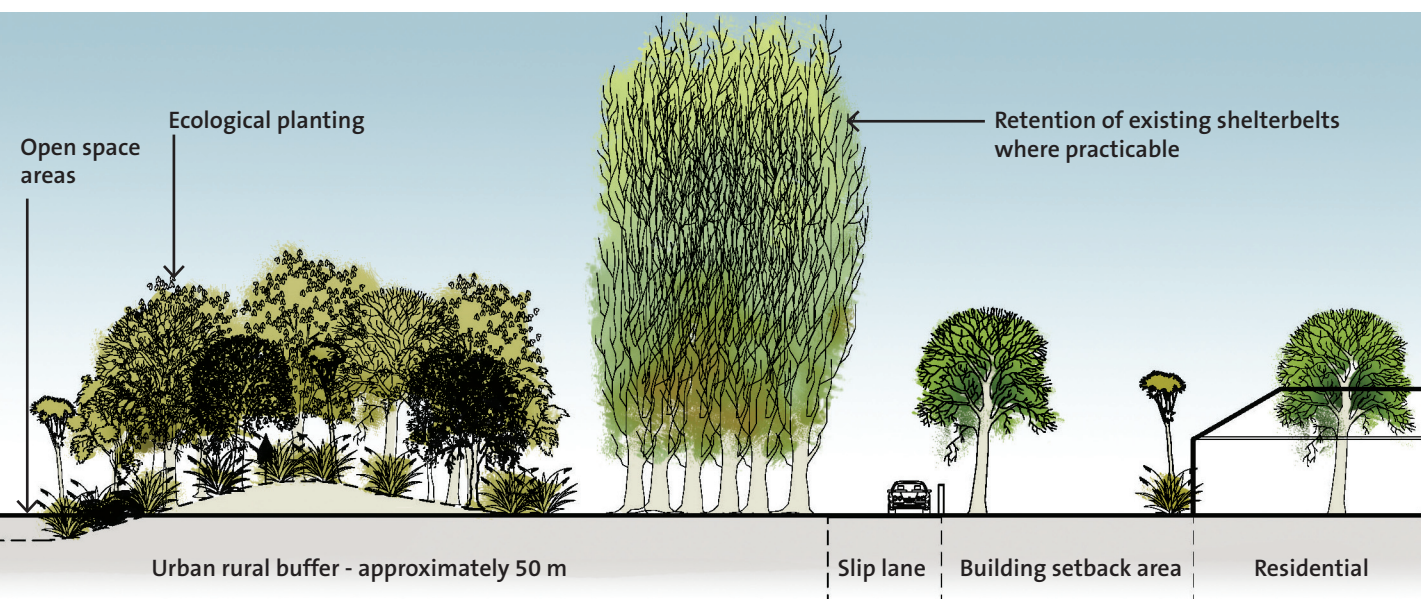 Open space
areas
Ecological planting
Retention of existing shelterbelts
where practicable
Urban rural buffer - approximately 50 m
Slip lane
Building setback area
Residential